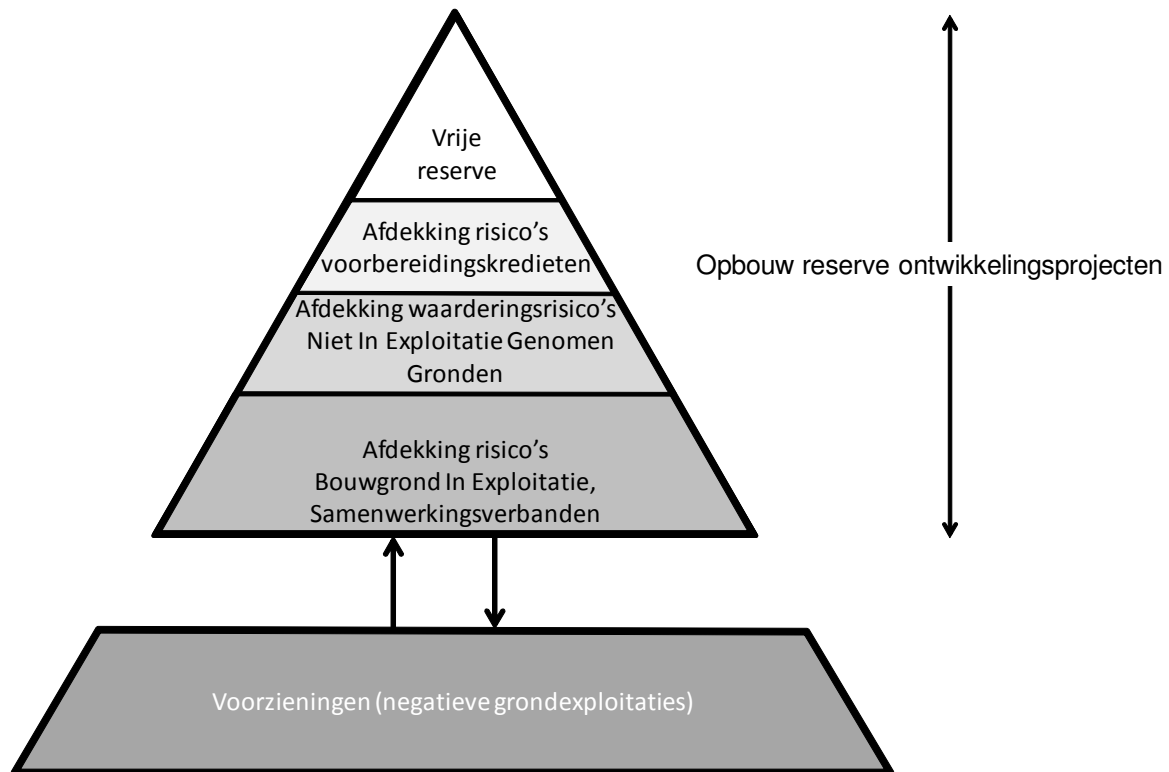 Vrije
reserve
Afdekking risico's
voorbereidingskredieten
Opbouw reserve ontwikkelingsprojecten
Afdekking waarderingsrisico's
Niet In Exploitatie Genomen
Gronden
Afdekking risico's
Bouwgrond In Exploitatie,
Samenwerkingsverbanden
Voorzieningen (negatieve grondexploitaties)